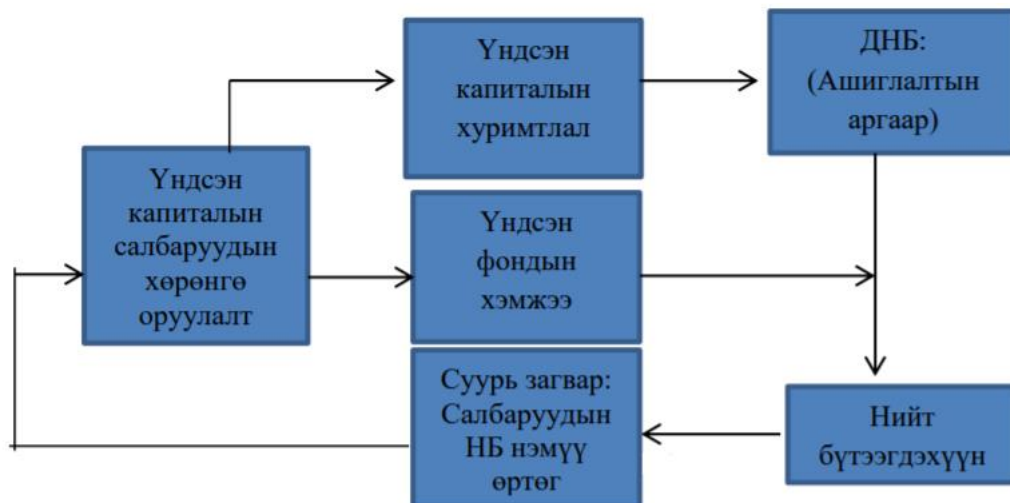 Үндсэн
капиталын
хуримтлал
ДНБ:
(Ашиглалтын
аргаар)
Үндсэн
капиталын
салбаруудын
хөрөнгө
оруулалт
Үндсэн
фондын
хэмжээ
Суурь загвар:
Салбаруудын
НБ нэмүү
өртөг
Нийт
бүтээгдэхүүн